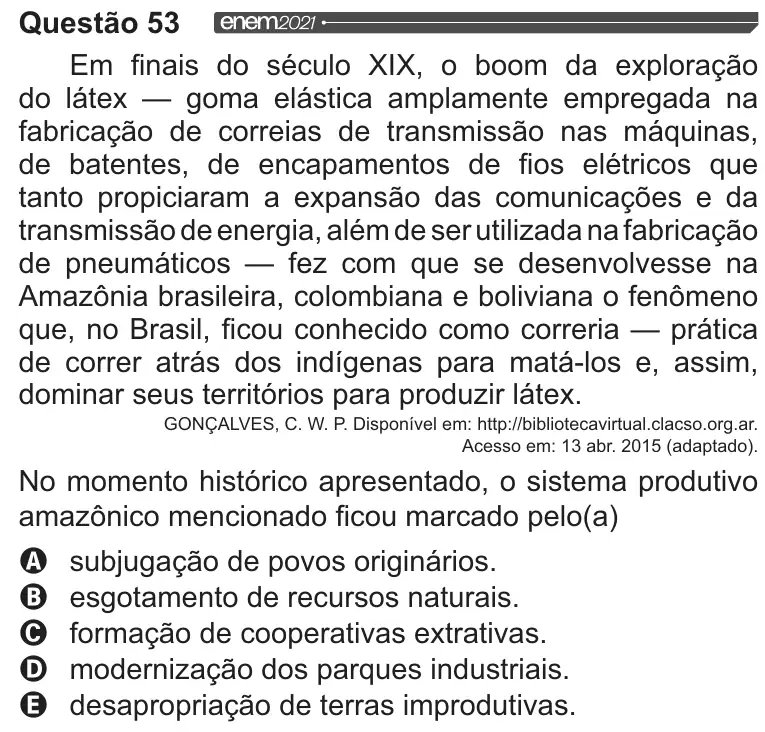 Questão 53 enem2021
Em finais do século XIX, o boom da exploração
do látex — goma elástica amplamente empregada na
fabricação de correias de transmissão nas máquinas,
de batentes, de encapamentos de fios elétricos que
tanto propiciaram a expansão das comunicações e da
transmissão de energia, além de ser utilizada na fabricação
de pneumáticos — fez com que se desenvolvesse na
Amazônia brasileira, colombiana e boliviana o fenômeno
que, no Brasil, ficou conhecido como correria — prática
de correr atrás dos indígenas para matá-los e, assim,
dominar seus territórios para produzir látex.
GONÇALVES, C. W. P. Disponível em: http://bibliotecavirtual.clacso.org.ar.
Acesso em: 13 abr. 2015 (adaptado).
No momento histórico apresentado, o sistema produtivo
amazônico mencionado ficou marcado pelo(a)
A subjugação de povos originários.
B esgotamento de recursos naturais.
C formação de cooperativas extrativas.
D modernização dos parques industriais.
E desapropriação de terras improdutivas.